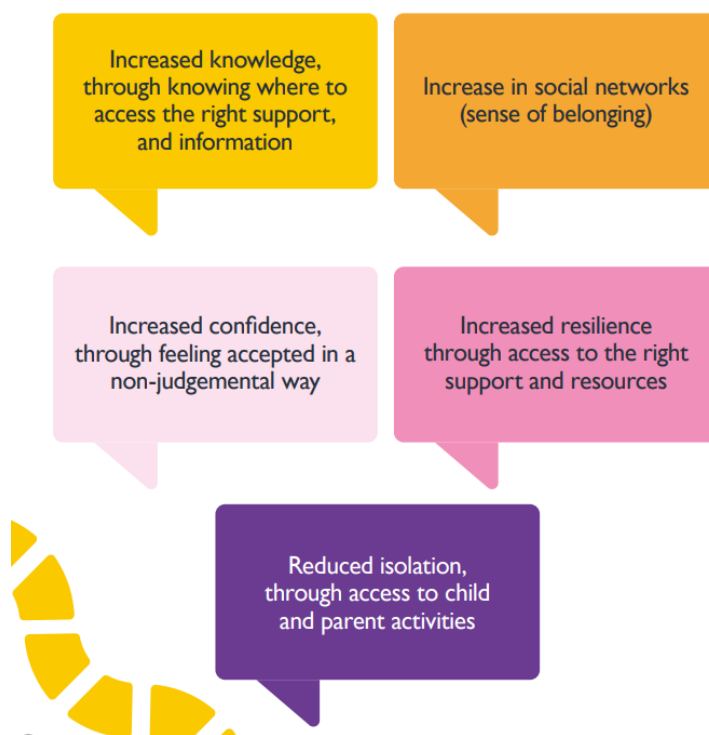 Increased knowledge,
through knowing where to
access the right support,
and information
Increase in social networks
(sense of belonging)
Increased confidence,
through feeling accepted in a
non-judgemental way
Increased resilience
through access to the right
support and resources
Reduced isolation,
through access to child
and parent activities